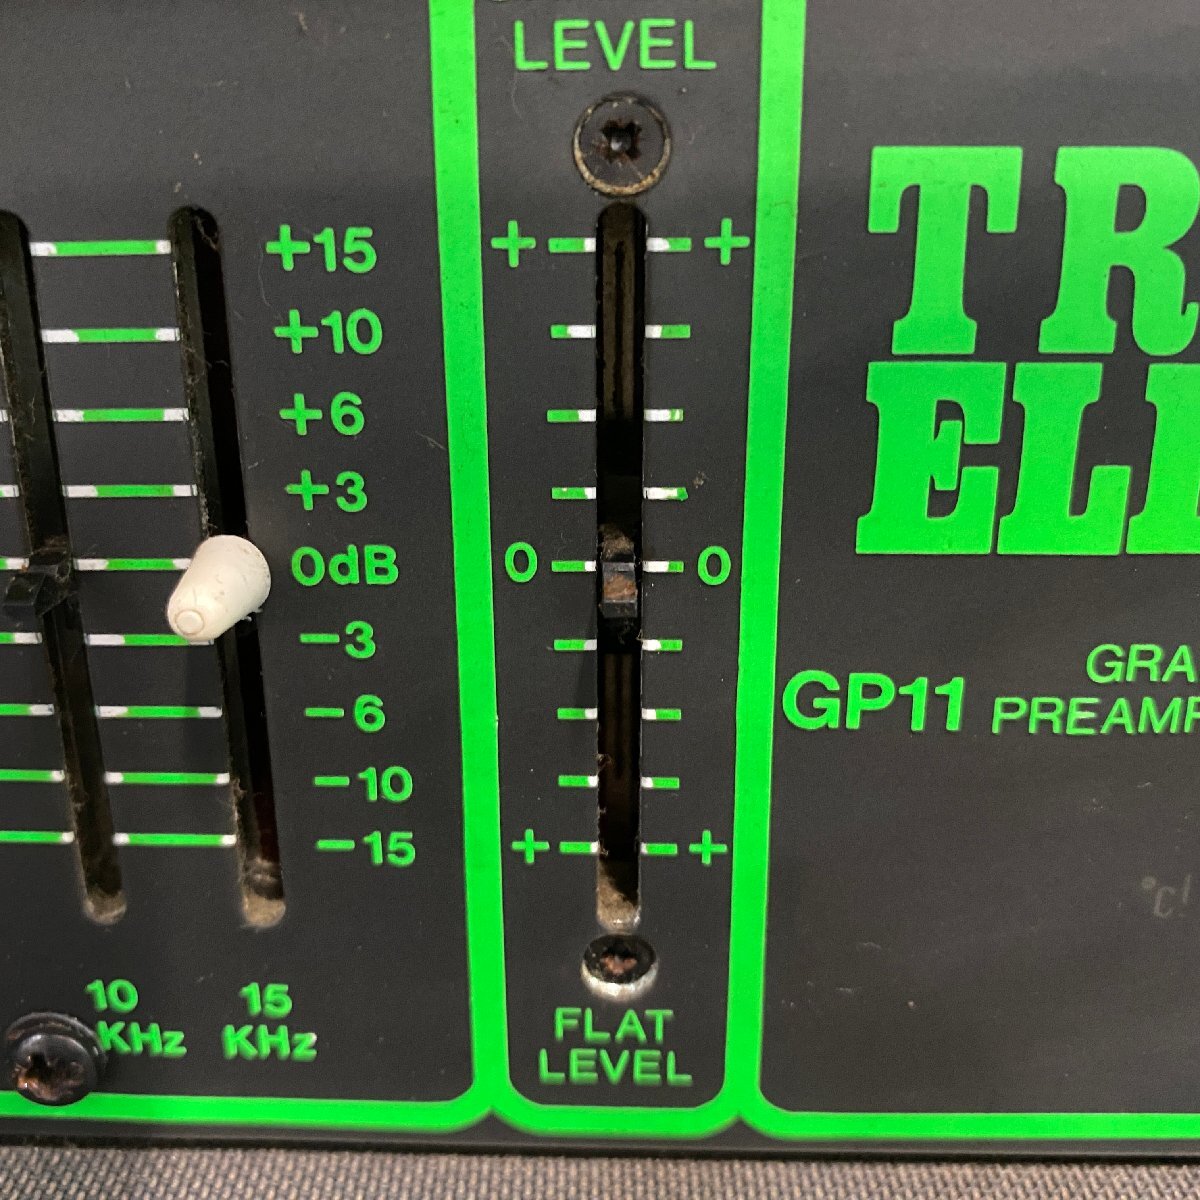 LEVEL
+15 + +
+10
+6
+3
0dB 0 0
-3
-6
-10
-15 + +
10 KHz
15 KHz
FLAT
LEVEL
TR
EL
GP11
GRA
PREAMP